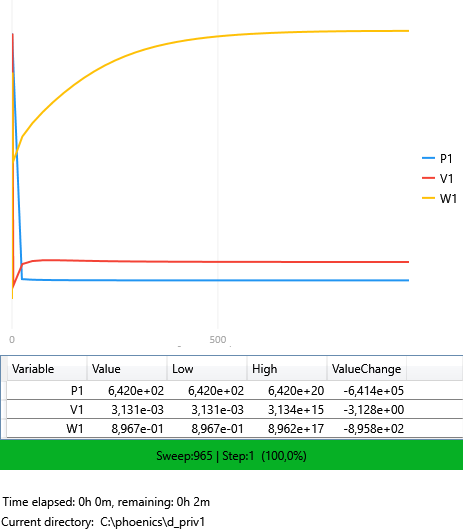 P1
V1
W1
0 500
Variable Value Low High ValueChange
P1 6,420e+02 6,420e+02 6,420e+20 -6,414e+05
V1 3,131e-03 3,131e-03 3,134e+15 -3,128e+00
W1 8,967e-01 8,967e-01 8,962e+17 -8,958e+02
Sweep:965 | Step:1 (100,0%)
Time elapsed: 0h 0m, remaining: 0h 2m
Current directory: C:\phoenics\d_priv1